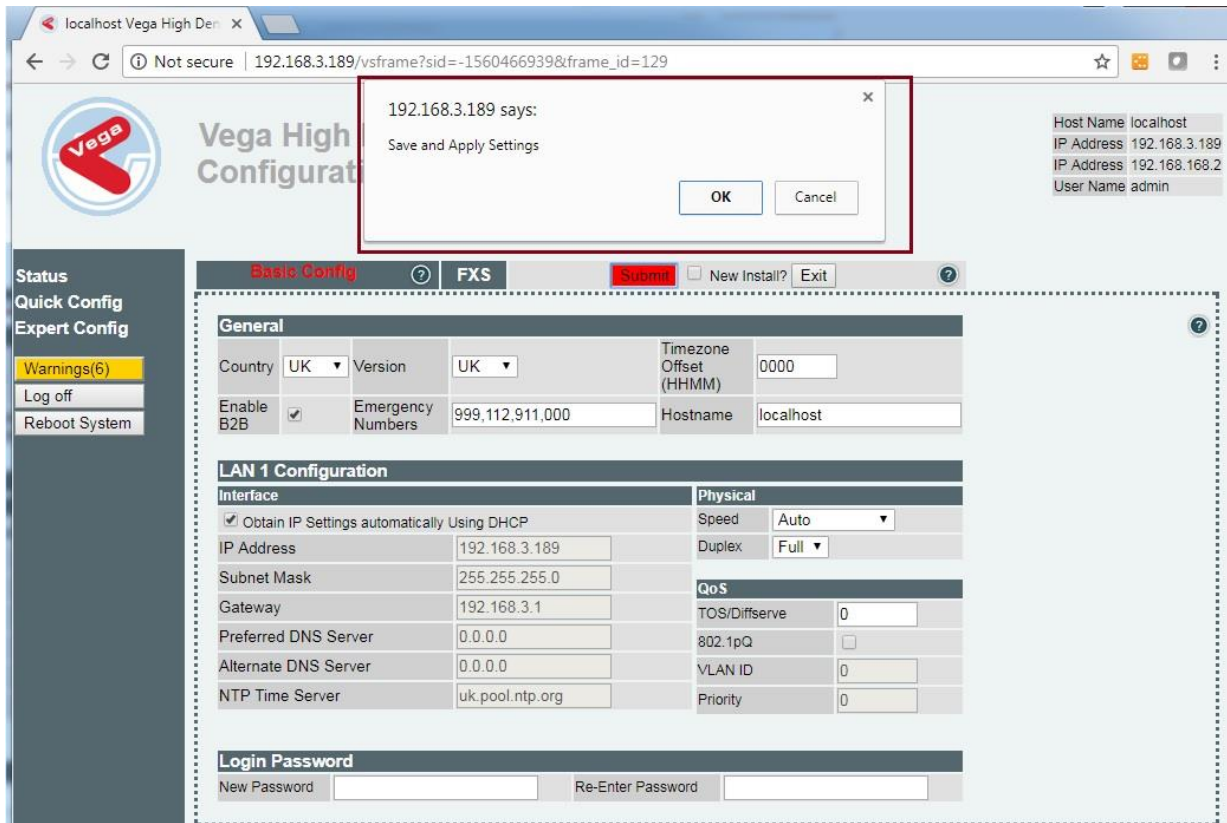 localhost Vega High Den
Not secure 192.168.3.189/vsframe?sid=-1560466939&frame_id=129
192.168.3.189 says:
Save and Apply Settings
OK Cancel
Vega
Vega High
Configurati
Host Name localhost
IP Address 192.168.3.189
IP Address 192.168.168.2
User Name admin
Status
Quick Config
Expert Config
Warnings(6)
Log off
Reboot System
Basic Config ? FXS Submit New Install? Exit ?
?
General
Country UK Version UK Timezone Offset (HHMM) 0000
Enable B2B Emergency Numbers 999,112,911,000 Hostname localhost
LAN 1 Configuration
Interface
Obtain IP Settings automatically Using DHCP
IP Address 192.168.3.189
Subnet Mask 255.255.255.0
Gateway 192.168.3.1
Preferred DNS Server 0.0.0.0
Alternate DNS Server 0.0.0.0
NTP Time Server uk.pool.ntp.org
Physical
Speed Auto
Duplex Full
QoS
TOS/Diffserve 0
802.1pQ
VLAN ID 0
Priority 0
Login Password
New Password Re-Enter Password